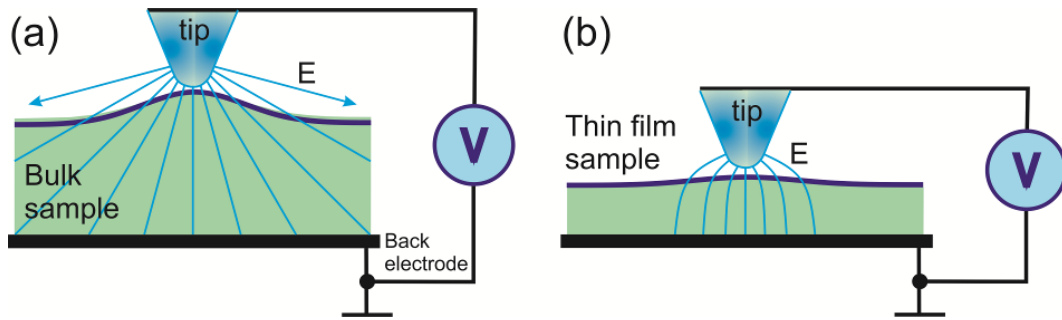 (a)
tip
E
V
Bulk
sample
Back
electrode
(b)
tip
Thin film
sample
E
V